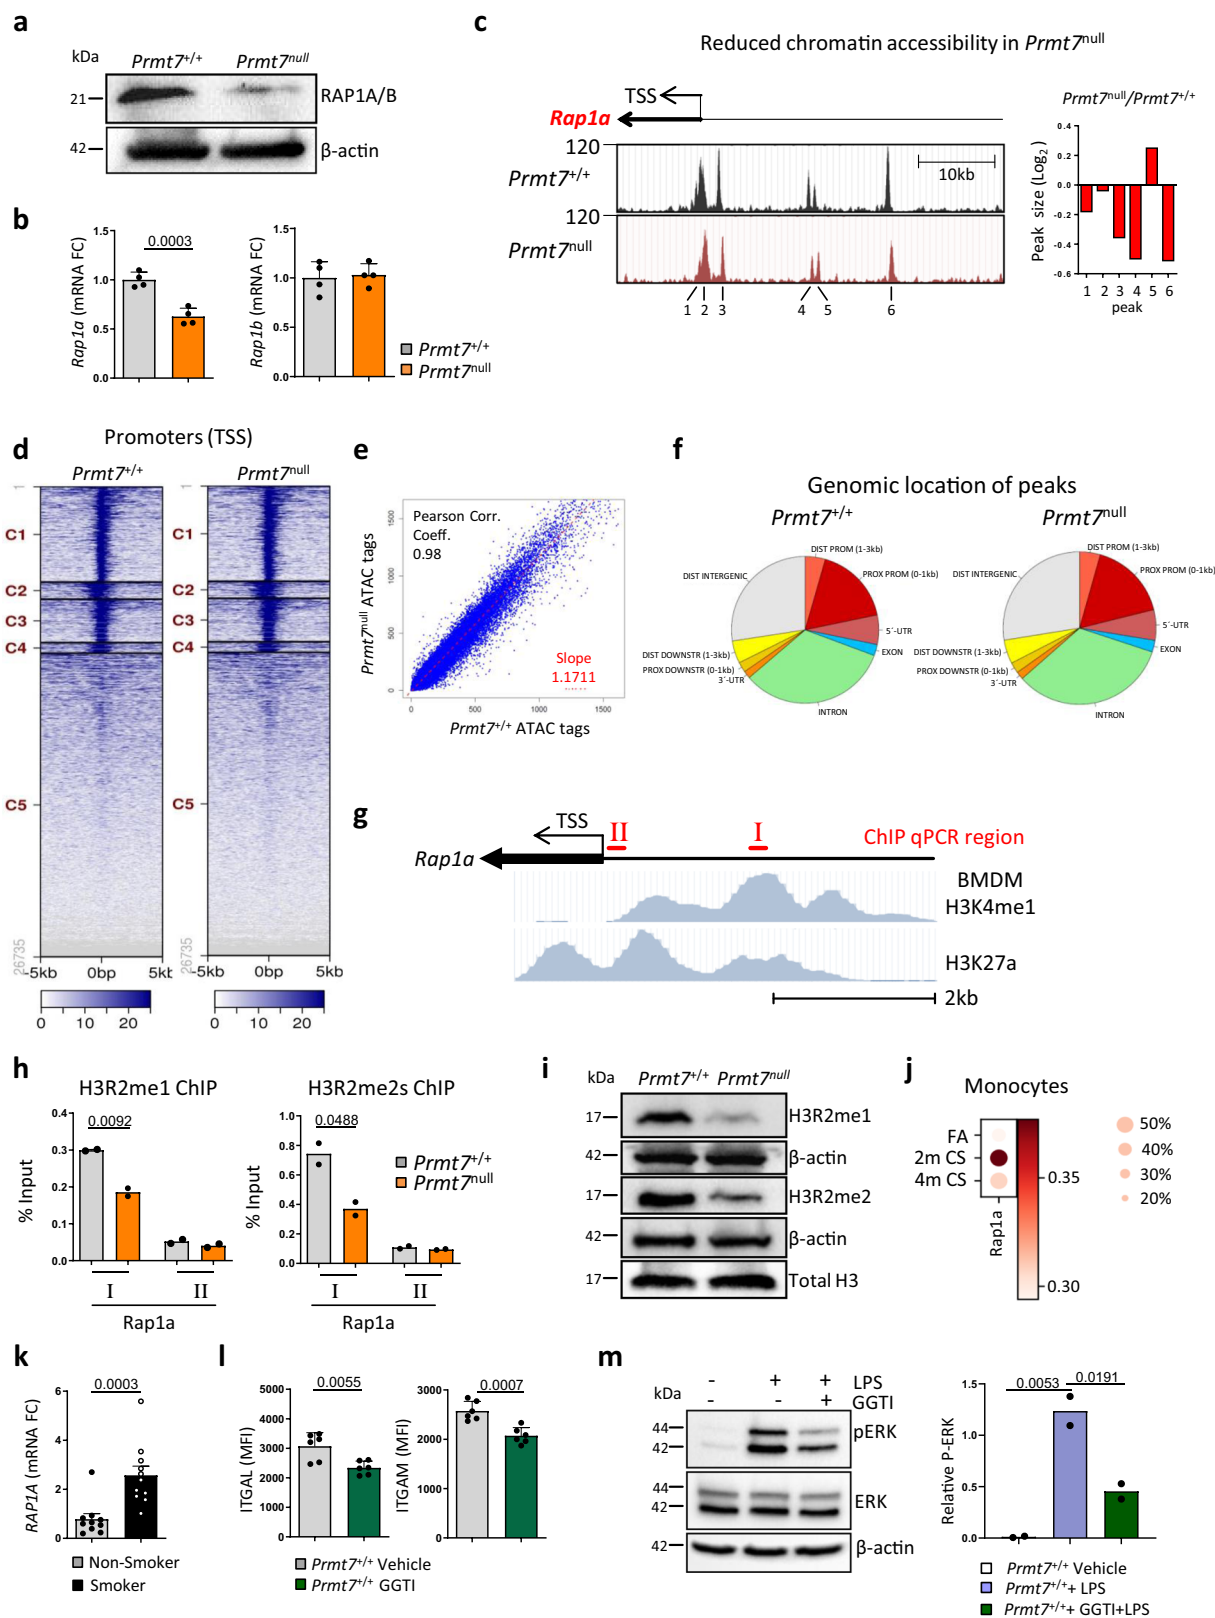 a
kDa
Prmt7+/+ Prmt7null
21
RAP1A/B
42
β-actin
b
Rap1a (mRNA FC)
1.5
1.0
0.5
0.0
0.0003
Rap1b (mRNA FC)
1.5
1.0
0.5
0.0
Prmt7+/+
Prmt7null
c
Reduced chromatin accessibility in Prmt7null
TSS
Rap1a
120
Prmt7+/+
10kb
120
Prmt7null
1 2 3 4 5 6
Prmt7null/Prmt7+/+
Peak size (Log2)
0.4
0.2
0.0
-0.2
-0.4
-0.6
1 2 3 4 5 6
peak
d
Promoters (TSS)
Prmt7+/+ Prmt7null
1 1
C1 C1
C2 C2
C3 C3
C4 C4
C5 C5
26735 26735
-5kb 0bp 5kb -5kb 0bp 5kb
0 10 20 0 10 20
e
Pearson Corr.
Coeff.
0.98
Slope
1.1711
Prmt7null ATAC tags
1500
1000
500
0
0 500 1000 1500
Prmt7+/+ ATAC tags
f
Genomic location of peaks
Prmt7+/+ Prmt7null
DIST PROM (1-3kb)
PROX PROM (0-1kb)
5´-UTR
EXON
INTRON
3´-UTR
PROX DOWNSTR (0-1kb)
DIST DOWNSTR (1-3kb)
DIST INTERGENIC
DIST PROM (1-3kb)
PROX PROM (0-1kb)
5´-UTR
EXON
INTRON
3´-UTR
PROX DOWNSTR (0-1kb)
DIST DOWNSTR (1-3kb)
DIST INTERGENIC
g
TSS II I ChIP qPCR region
Rap1a
BMDM
H3K4me1
H3K27a
2kb
h
H3R2me1 ChIP
% Input
0.4
0.3
0.2
0.1
0.0
0.0092
I II
Rap1a
H3R2me2s ChIP
% Input
1.0
0.8
0.6
0.4
0.2
0.0
0.0488
I II
Rap1a
Prmt7+/+
Prmt7null
i
kDa Prmt7+/+ Prmt7null
17 H3R2me1
42 β-actin
17 H3R2me2
42 β-actin
17 Total H3
j
Monocytes
FA
2m CS
4m CS
Rap1a
0.35
0.30
50%
40%
30%
20%
k
RAP1A (mRNA FC)
6
4
2
0
0.0003
Non-Smoker
Smoker
l
ITGAL (MFI)
5000
4000
3000
2000
1000
0
0.0055
ITGAM (MFI)
3000
2000
1000
0
0.0007
Prmt7+/+ Vehicle
Prmt7+/+ GGTI
m
- + + LPS
kDa - - + GGTI
44
42
pERK
44
42
ERK
42 β-actin
Relative P-ERK
1.5
1.0
0.5
0.0
0.0053
0.0191
Prmt7+/+ Vehicle
Prmt7+/++ LPS
Prmt7+/++ GGTI+LPS